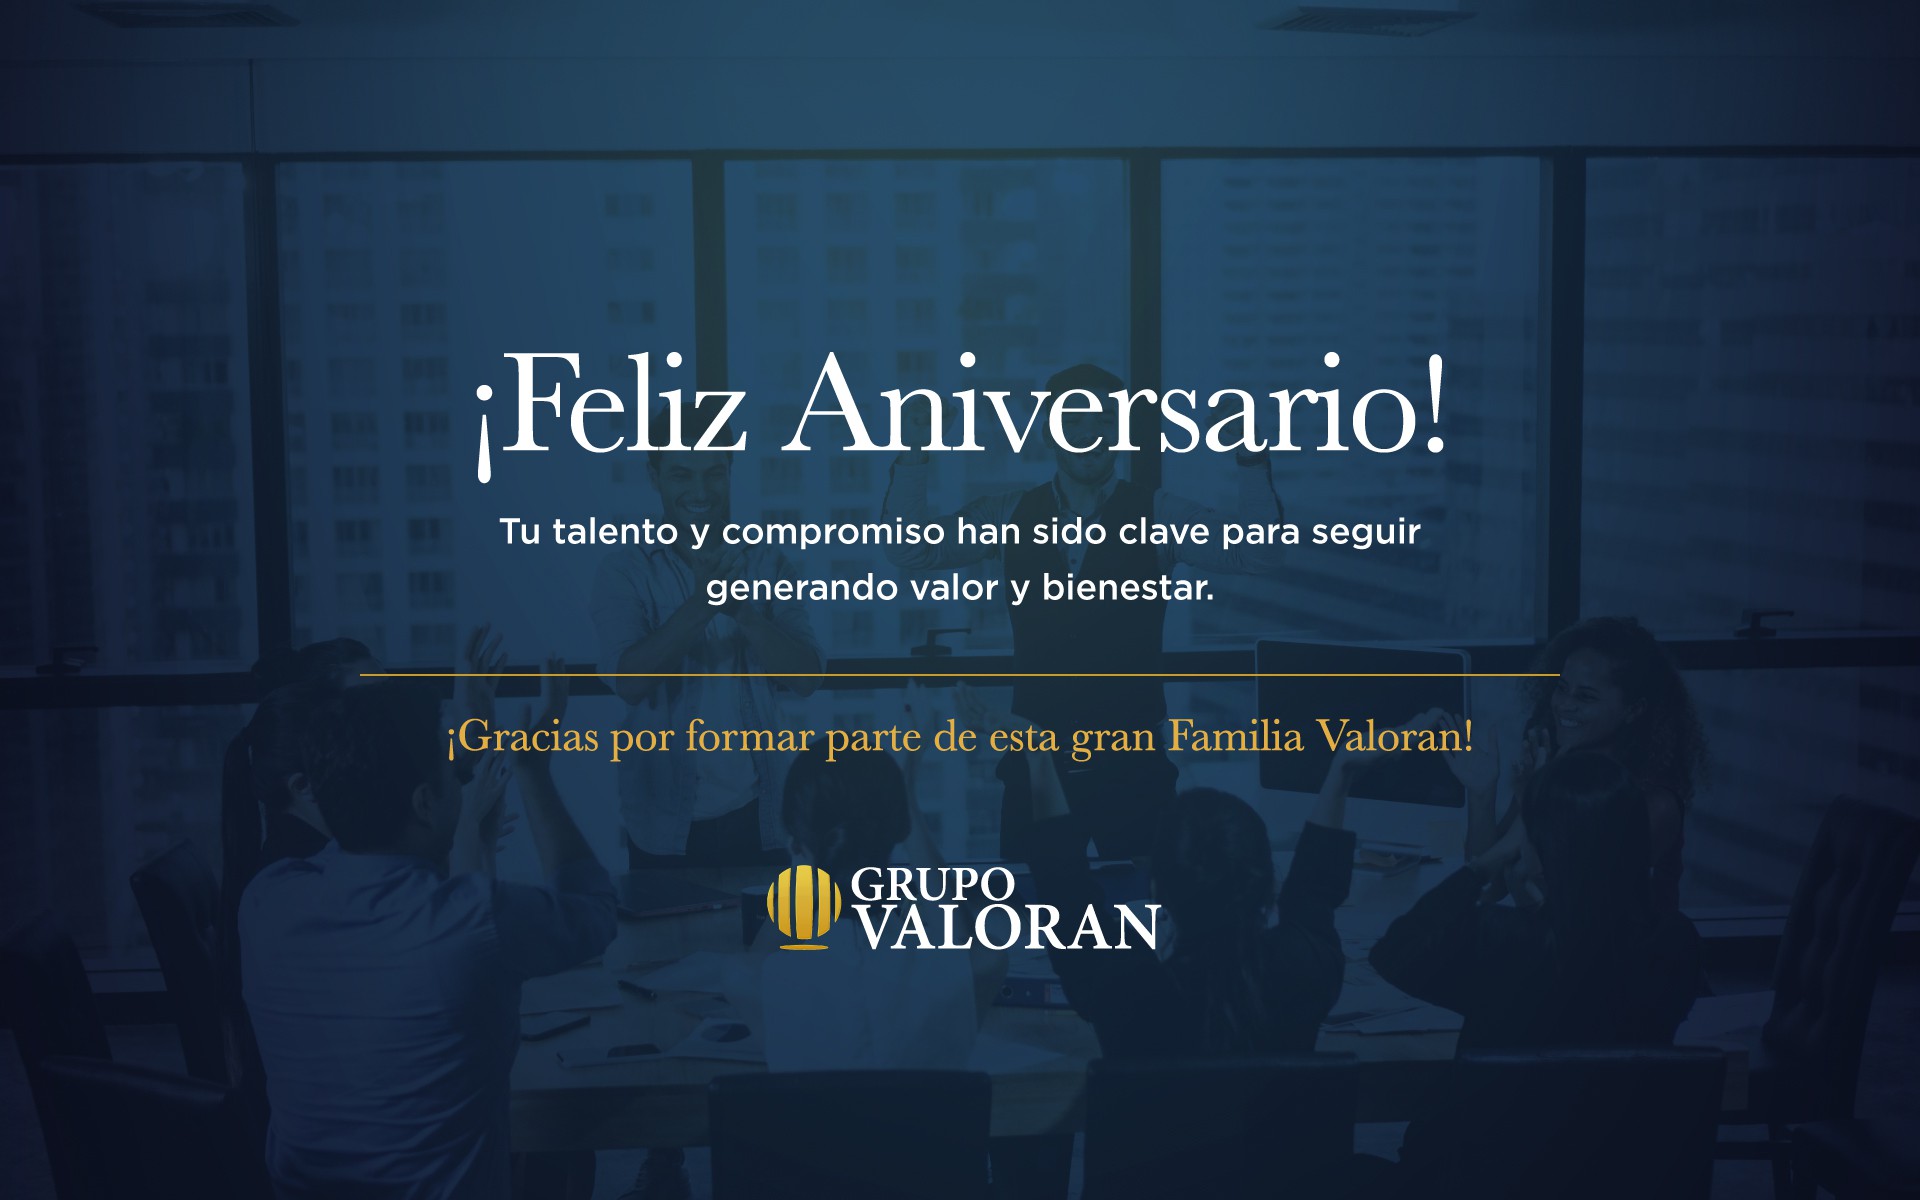 ¡Feliz Aniversario!
Tu talento y compromiso han sido clave para seguir
generando valor y bienestar.
¡Gracias por formar parte de esta gran Familia Valoran!
GRUPO
VALORAN